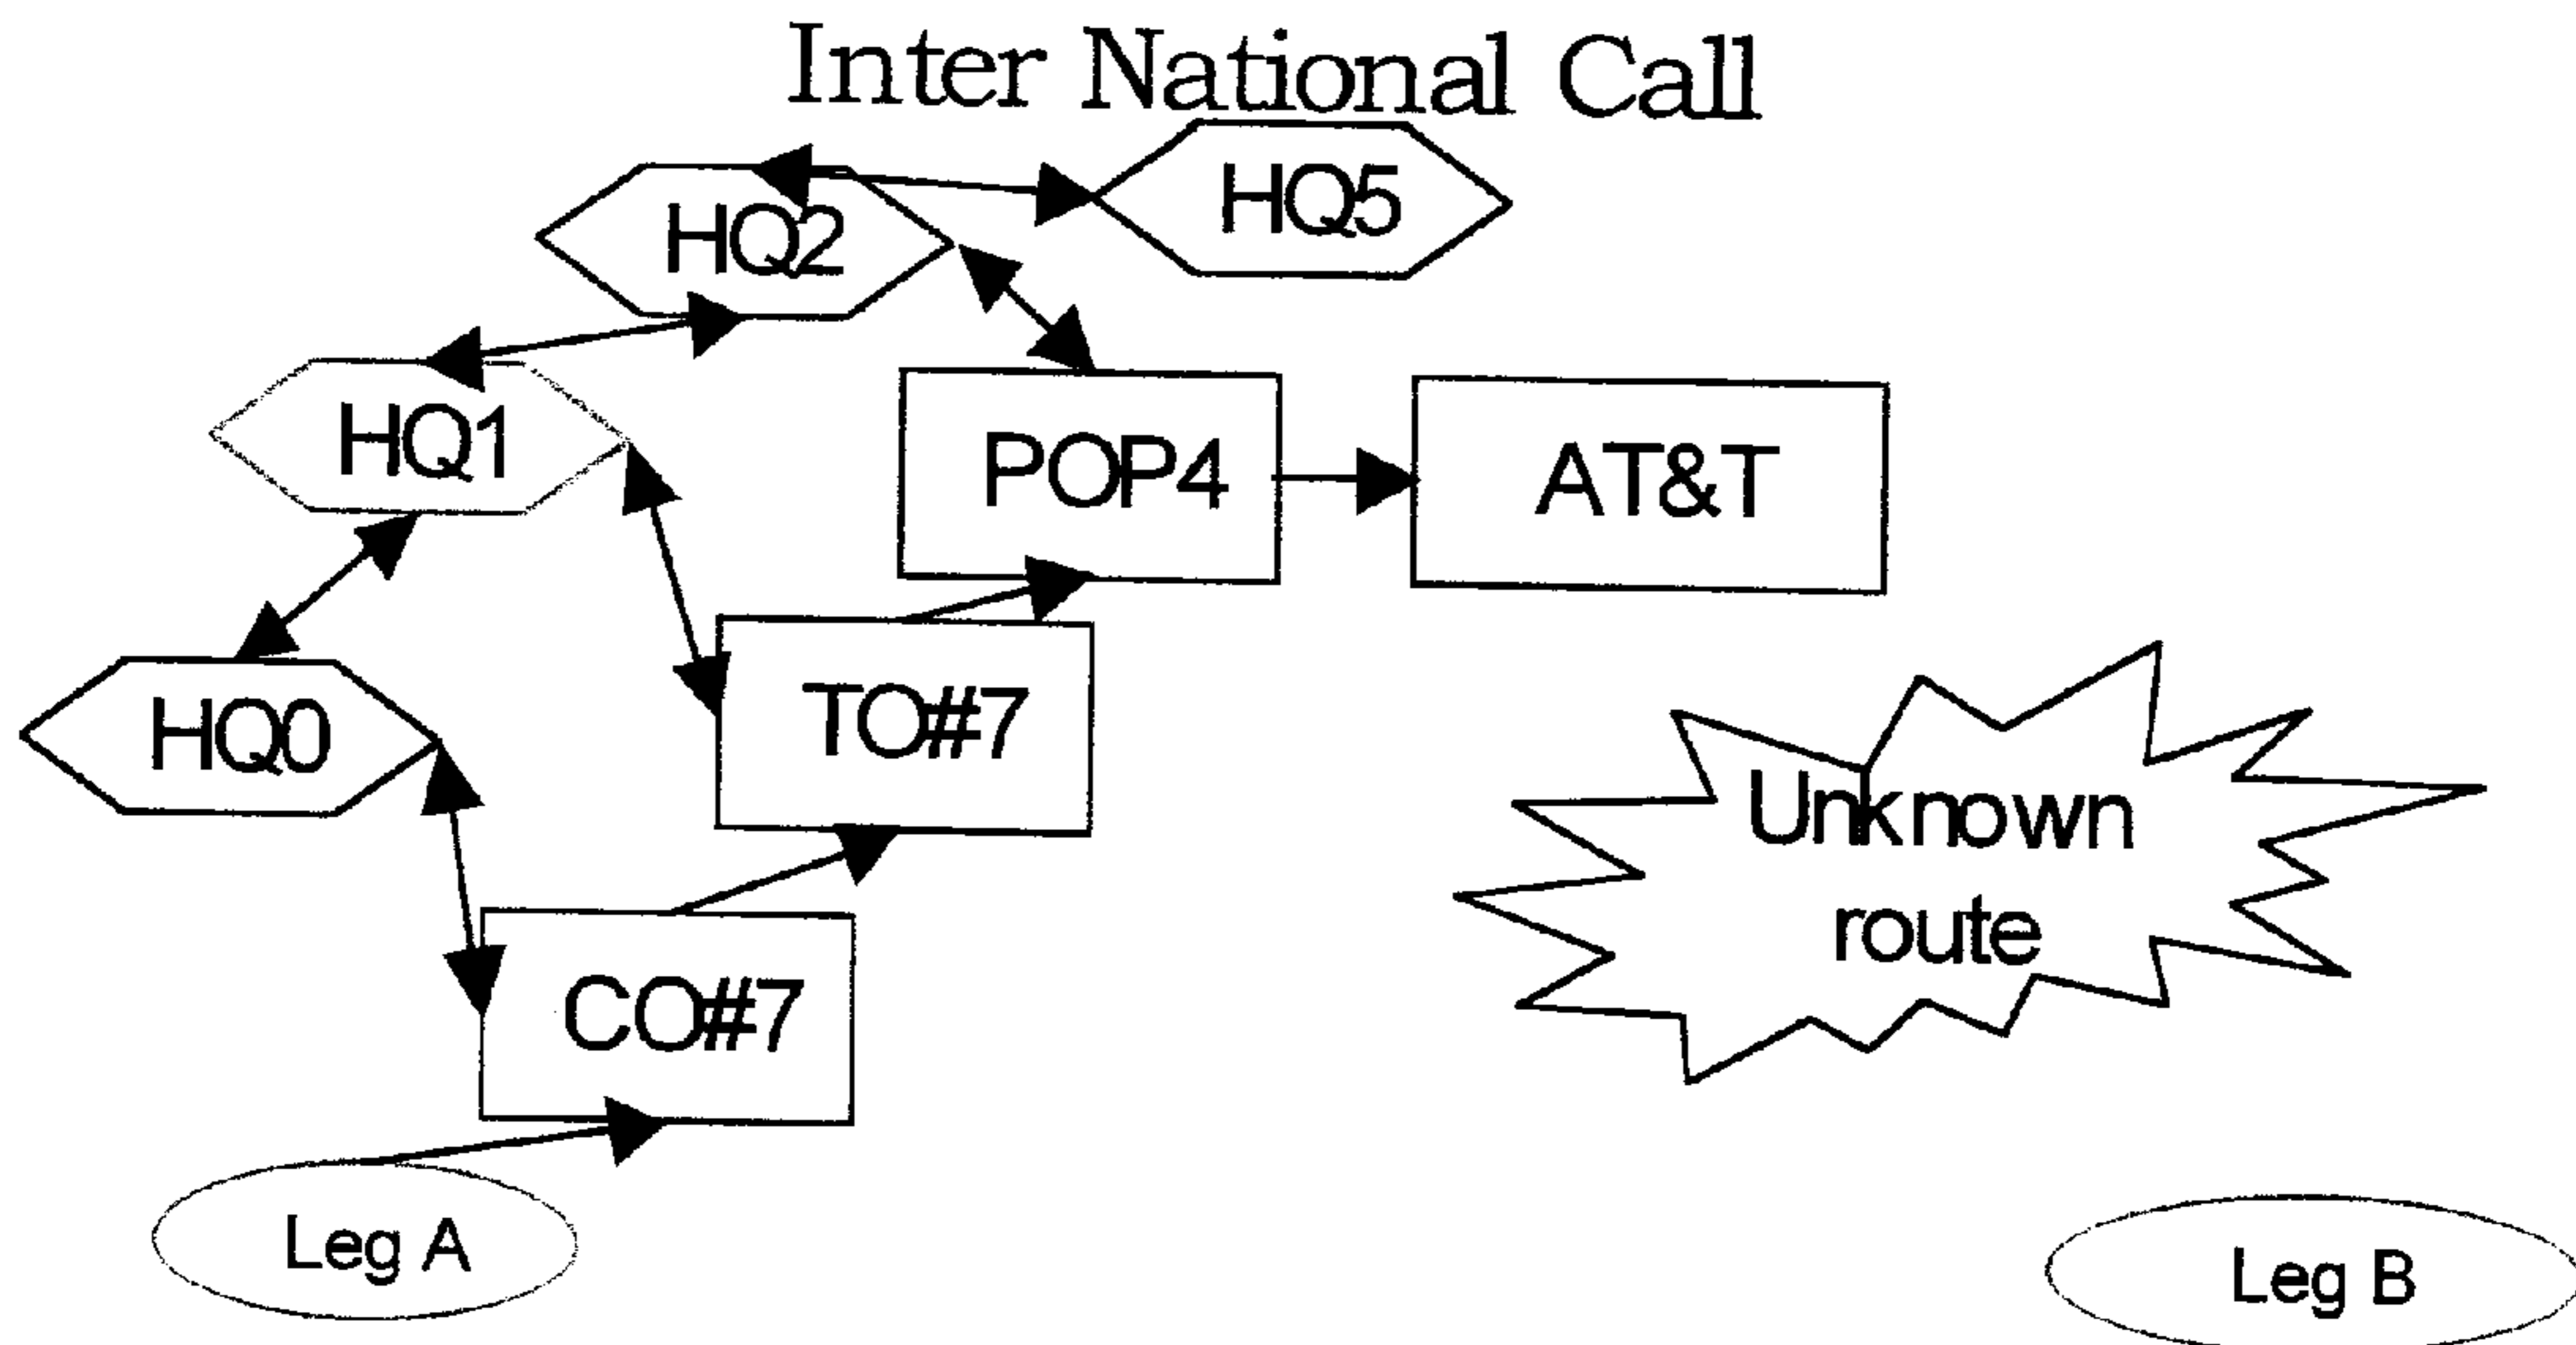 Inter National Call
HQ5
HQ2
HQ1
POP4
AT&T
HQ0
TO#7
Unknown
route
CO#7
Leg A
Leg B